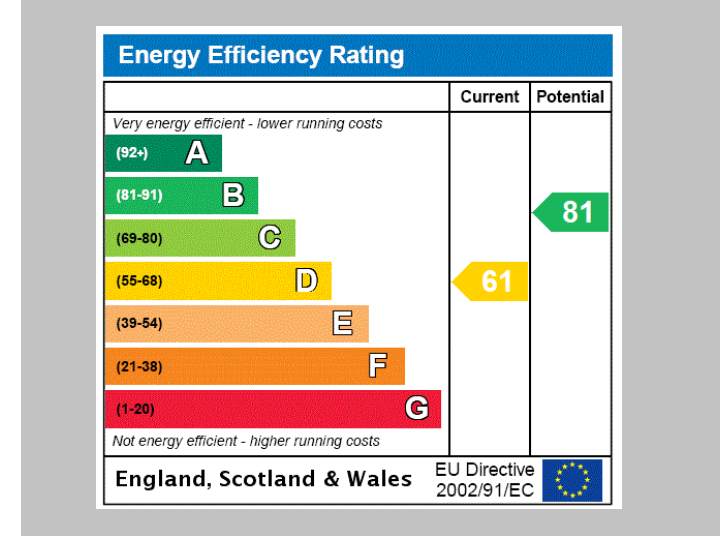 Energy Efficiency Rating
Current Potential
Very energy efficient - lower running costs
(92+) A
(81-91) B
81
(69-80) C
(55-68) D
61
(39-54) E
(21-38) F
(1-20) G
Not energy efficient - higher running costs
England, Scotland & Wales
EU Directive
2002/91/EC